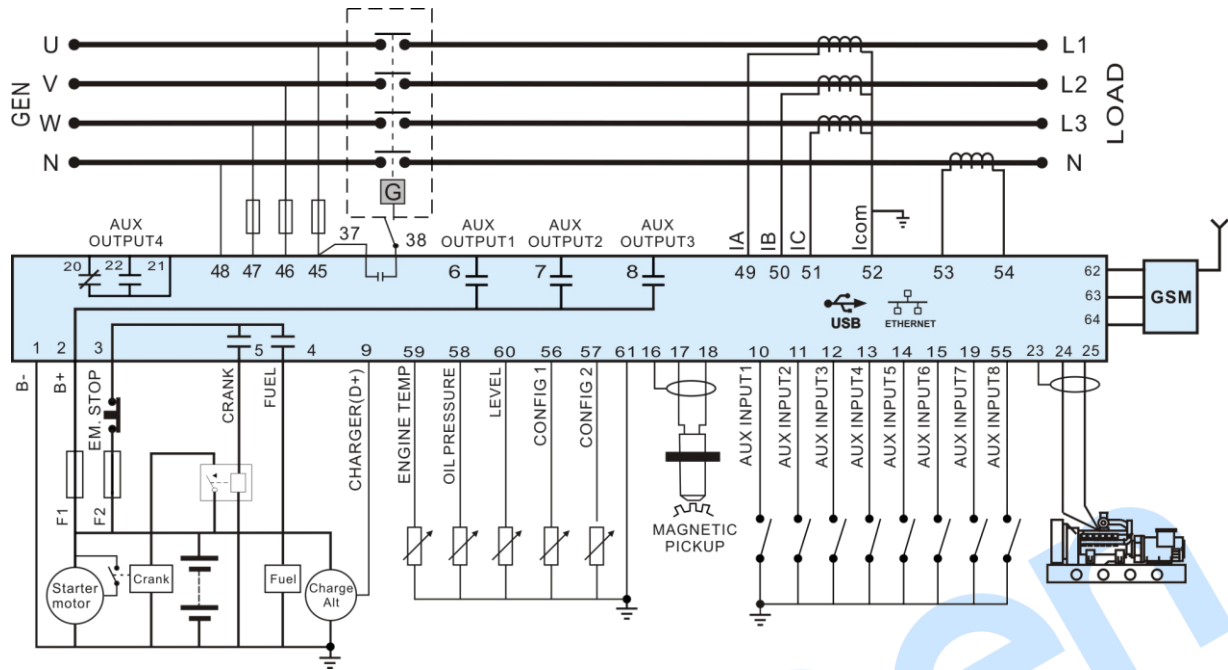 GEN
U
V
W
N
L1
L2
L3
N
LOAD
G
AUX
OUTPUT4
37
38
AUX
OUTPUT1
AUX
OUTPUT2
AUX
OUTPUT3
IA
IB
IC
Icom
20
22
21
48
47
46
45
6
7
8
49
50
51
52
53
54
62
63
64
GSM
USB
ETHERNET
1
2
3
5
4
9
59
58
60
56
57
61
16
17
18
10
11
12
13
14
15
19
55
23
24
25
B-
B+
EM. STOP
CRANK
FUEL
CHARGER(D+)
ENGINE TEMP
OIL PRESSURE
LEVEL
CONFIG 1
CONFIG 2
AUX INPUT1
AUX INPUT2
AUX INPUT3
AUX INPUT4
AUX INPUT5
AUX INPUT6
AUX INPUT7
AUX INPUT8
F1
F2
MAGNETIC
PICKUP
Starter
motor
Crank
Fuel
Charge
Alt
en